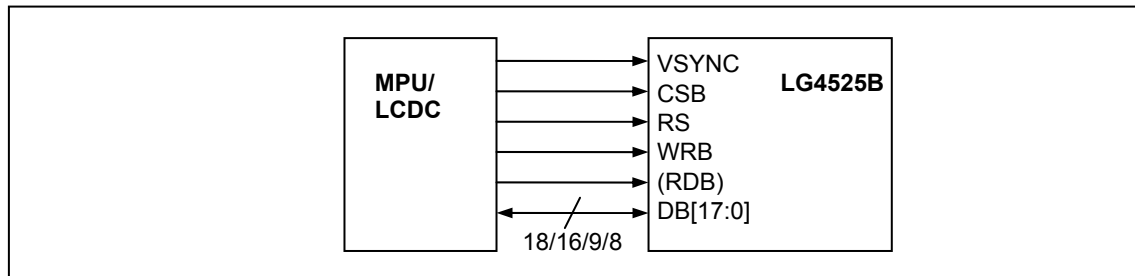 MPU/
LCDC
VSYNC
CSB
RS
WRB
(RDB)
DB[17:0]
LG4525B
18/16/9/8